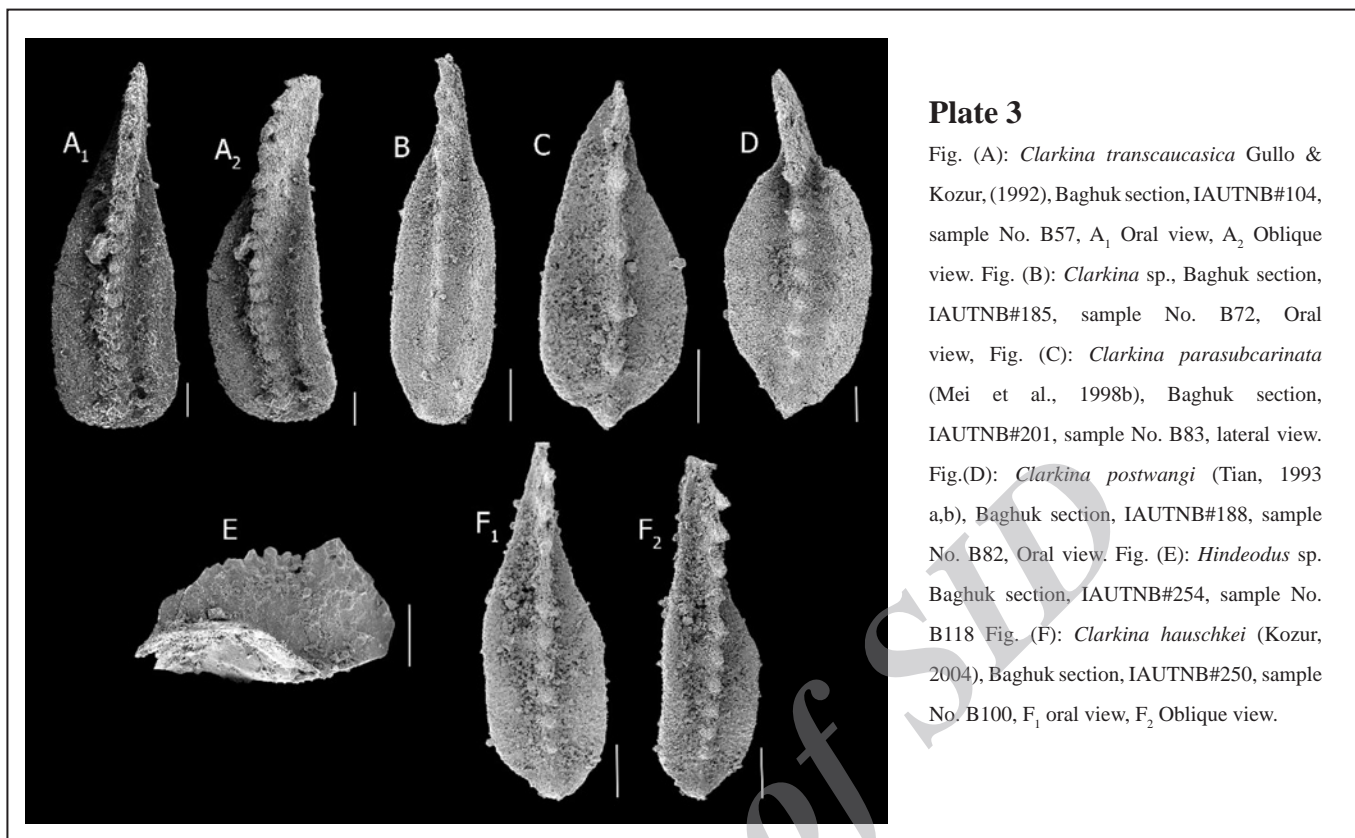 A1
A2
B
C
D
E
F1
F2
Plate 3
Fig. (A): Clarkina transcaucasica Gullo &
Kozur, (1992), Baghuk section, IAUTNB#104,
sample No. B57, A1 Oral view, A2 Oblique
view. Fig. (B): Clarkina sp., Baghuk section,
IAUTNB#185, sample No. B72, Oral
view, Fig. (C): Clarkina parasubcarinata
(Mei et al., 1998b), Baghuk section,
IAUTNB#201, sample No. B83, lateral view.
Fig.(D): Clarkina postwangi (Tian, 1993
a,b), Baghuk section, IAUTNB#188, sample
No. B82, Oral view. Fig. (E): Hindeodus sp.
Baghuk section, IAUTNB#254, sample No.
B118 Fig. (F): Clarkina hauschkei (Kozur,
2004), Baghuk section, IAUTNB#250, sample
No. B100, F1 oral view, F2 Oblique view.
of SID